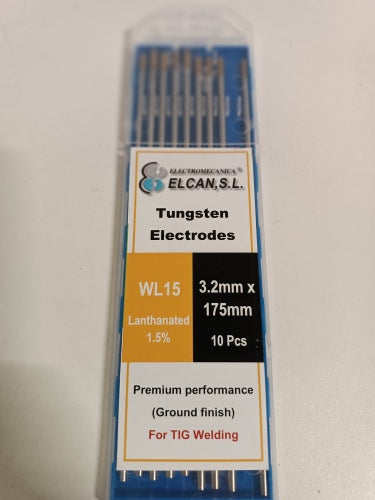 ELECTROMECANICA ®
ELCAN,S.L.
Tungsten
Electrodes
WL15
Lanthanated
1.5%
3.2mm x
175mm
10 Pcs
Premium performance
(Ground finish)
For TIG Welding